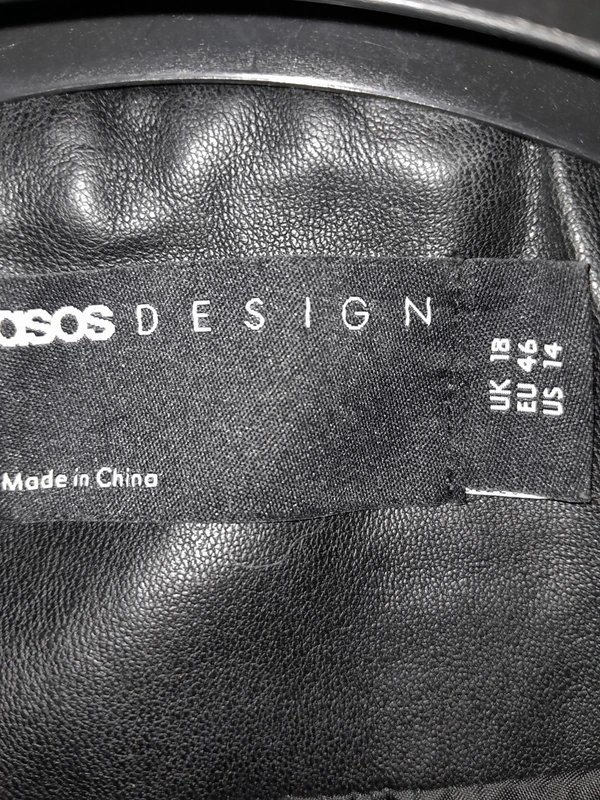 asos DESIGN
Made in China
UK 18
EU 46
US 14